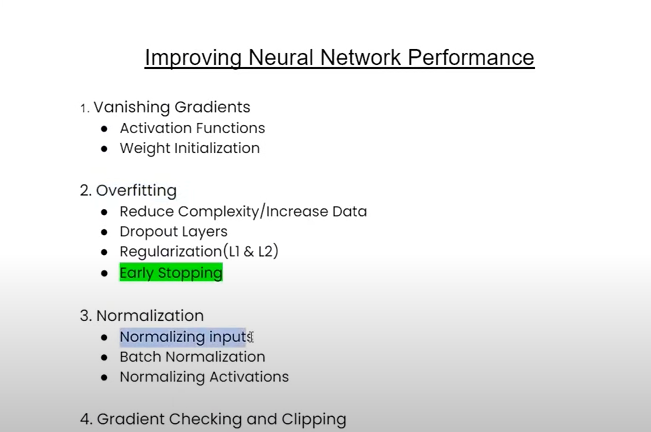 Improving Neural Network Performance
1. Vanishing Gradients
● Activation Functions
● Weight Initialization
2. Overfitting
● Reduce Complexity/Increase Data
● Dropout Layers
● Regularization(L1 & L2)
● Early Stopping
3. Normalization
● Normalizing inputs
● Batch Normalization
● Normalizing Activations
4. Gradient Checking and Clipping